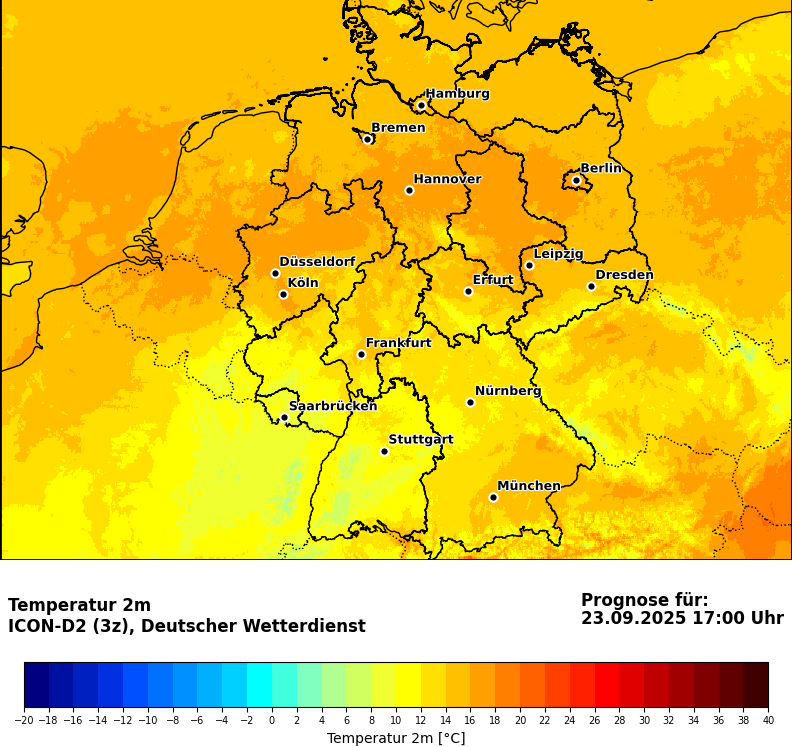 Hamburg
Bremen
Berlin
Hannover
Leipzig
Düsseldorf
Dresden
Köln
Erfurt
Frankfurt
Nürnberg
Saarbrücken
Stuttgart
München
Temperatur 2m
ICON-D2 (3z), Deutscher Wetterdienst
Prognose für:
23.09.2025 17:00 Uhr
−20 −18 −16 −14 −12 −10 −8 −6 −4 −2 0 2 4 6 8 10 12 14 16 18 20 22 24 26 28 30 32 34 36 38 40
Temperatur 2m [°C]